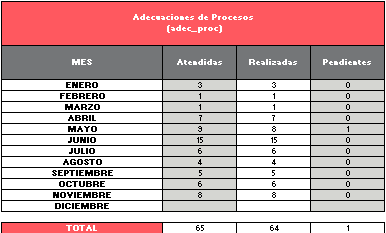 Adecuaciones de Procesos
(adec_proc)
MES Atendidas Realizadas Pendientes
ENERO 3 3 0
FEBRERO 1 1 0
MARZO 1 1 0
ABRIL 7 7 0
MAYO 9 8 1
JUNIO 15 15 0
JULIO 6 6 0
AGOSTO 4 4 0
SEPTIEMBRE 5 5 0
OCTUBRE 6 6 0
NOVIEMBRE 8 8 0
DICIEMBRE
TOTAL 65 64 1